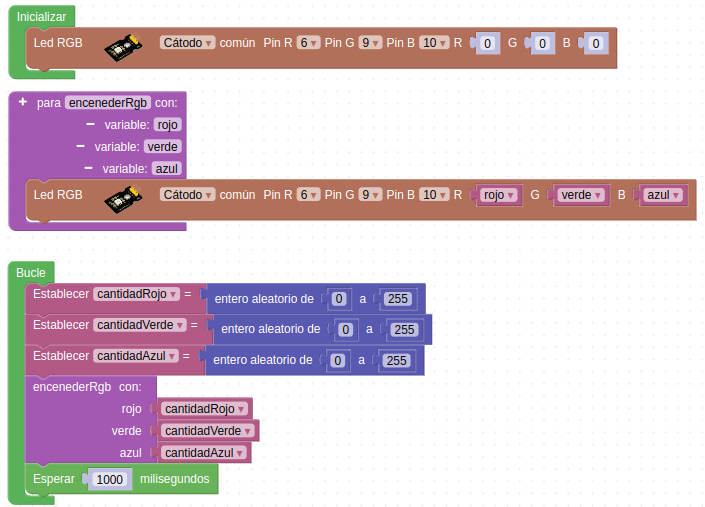 Inicializar
Led RGB Cátodo común Pin R 6 Pin G 9 Pin B 10 R 0 G 0 B 0
+ para encenederRgb con:
− variable: rojo
− variable: verde
− variable: azul
Led RGB Cátodo común Pin R 6 Pin G 9 Pin B 10 R rojo G verde B azul
Bucle
Establecer cantidadRojo = entero aleatorio de 0 a 255
Establecer cantidadVerde = entero aleatorio de 0 a 255
Establecer cantidadAzul = entero aleatorio de 0 a 255
encenederRgb con:
rojo cantidadRojo
verde cantidadVerde
azul cantidadAzul
Esperar 1000 milisegundos